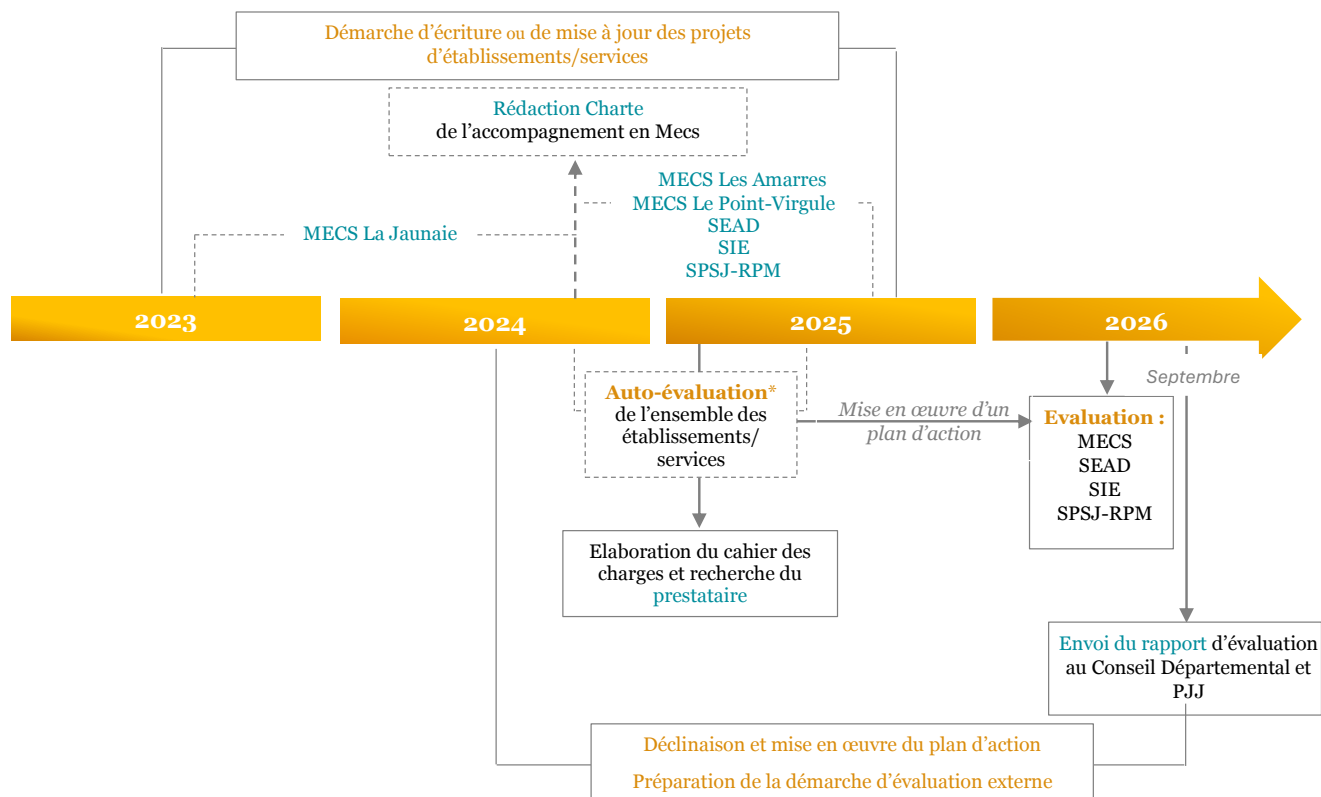 Démarche d’écriture ou de mise à jour des projets
d’établissements/services
Rédaction Charte
de l’accompagnement en Mecs
MECS La Jaunaie
MECS Les Amarres
MECS Le Point-Virgule
SEAD
SIE
SPSJ-RPM
2023
2024
2025
2026
Auto-évaluation*
de l’ensemble des
établissements/
services
Mise en œuvre d’un
plan d’action
Septembre
Evaluation :
MECS
SEAD
SIE
SPSJ-RPM
Elaboration du cahier des
charges et recherche du
prestataire
Envoi du rapport d’évaluation
au Conseil Départemental et
PJJ
Déclinaison et mise en œuvre du plan d’action
Préparation de la démarche d’évaluation externe